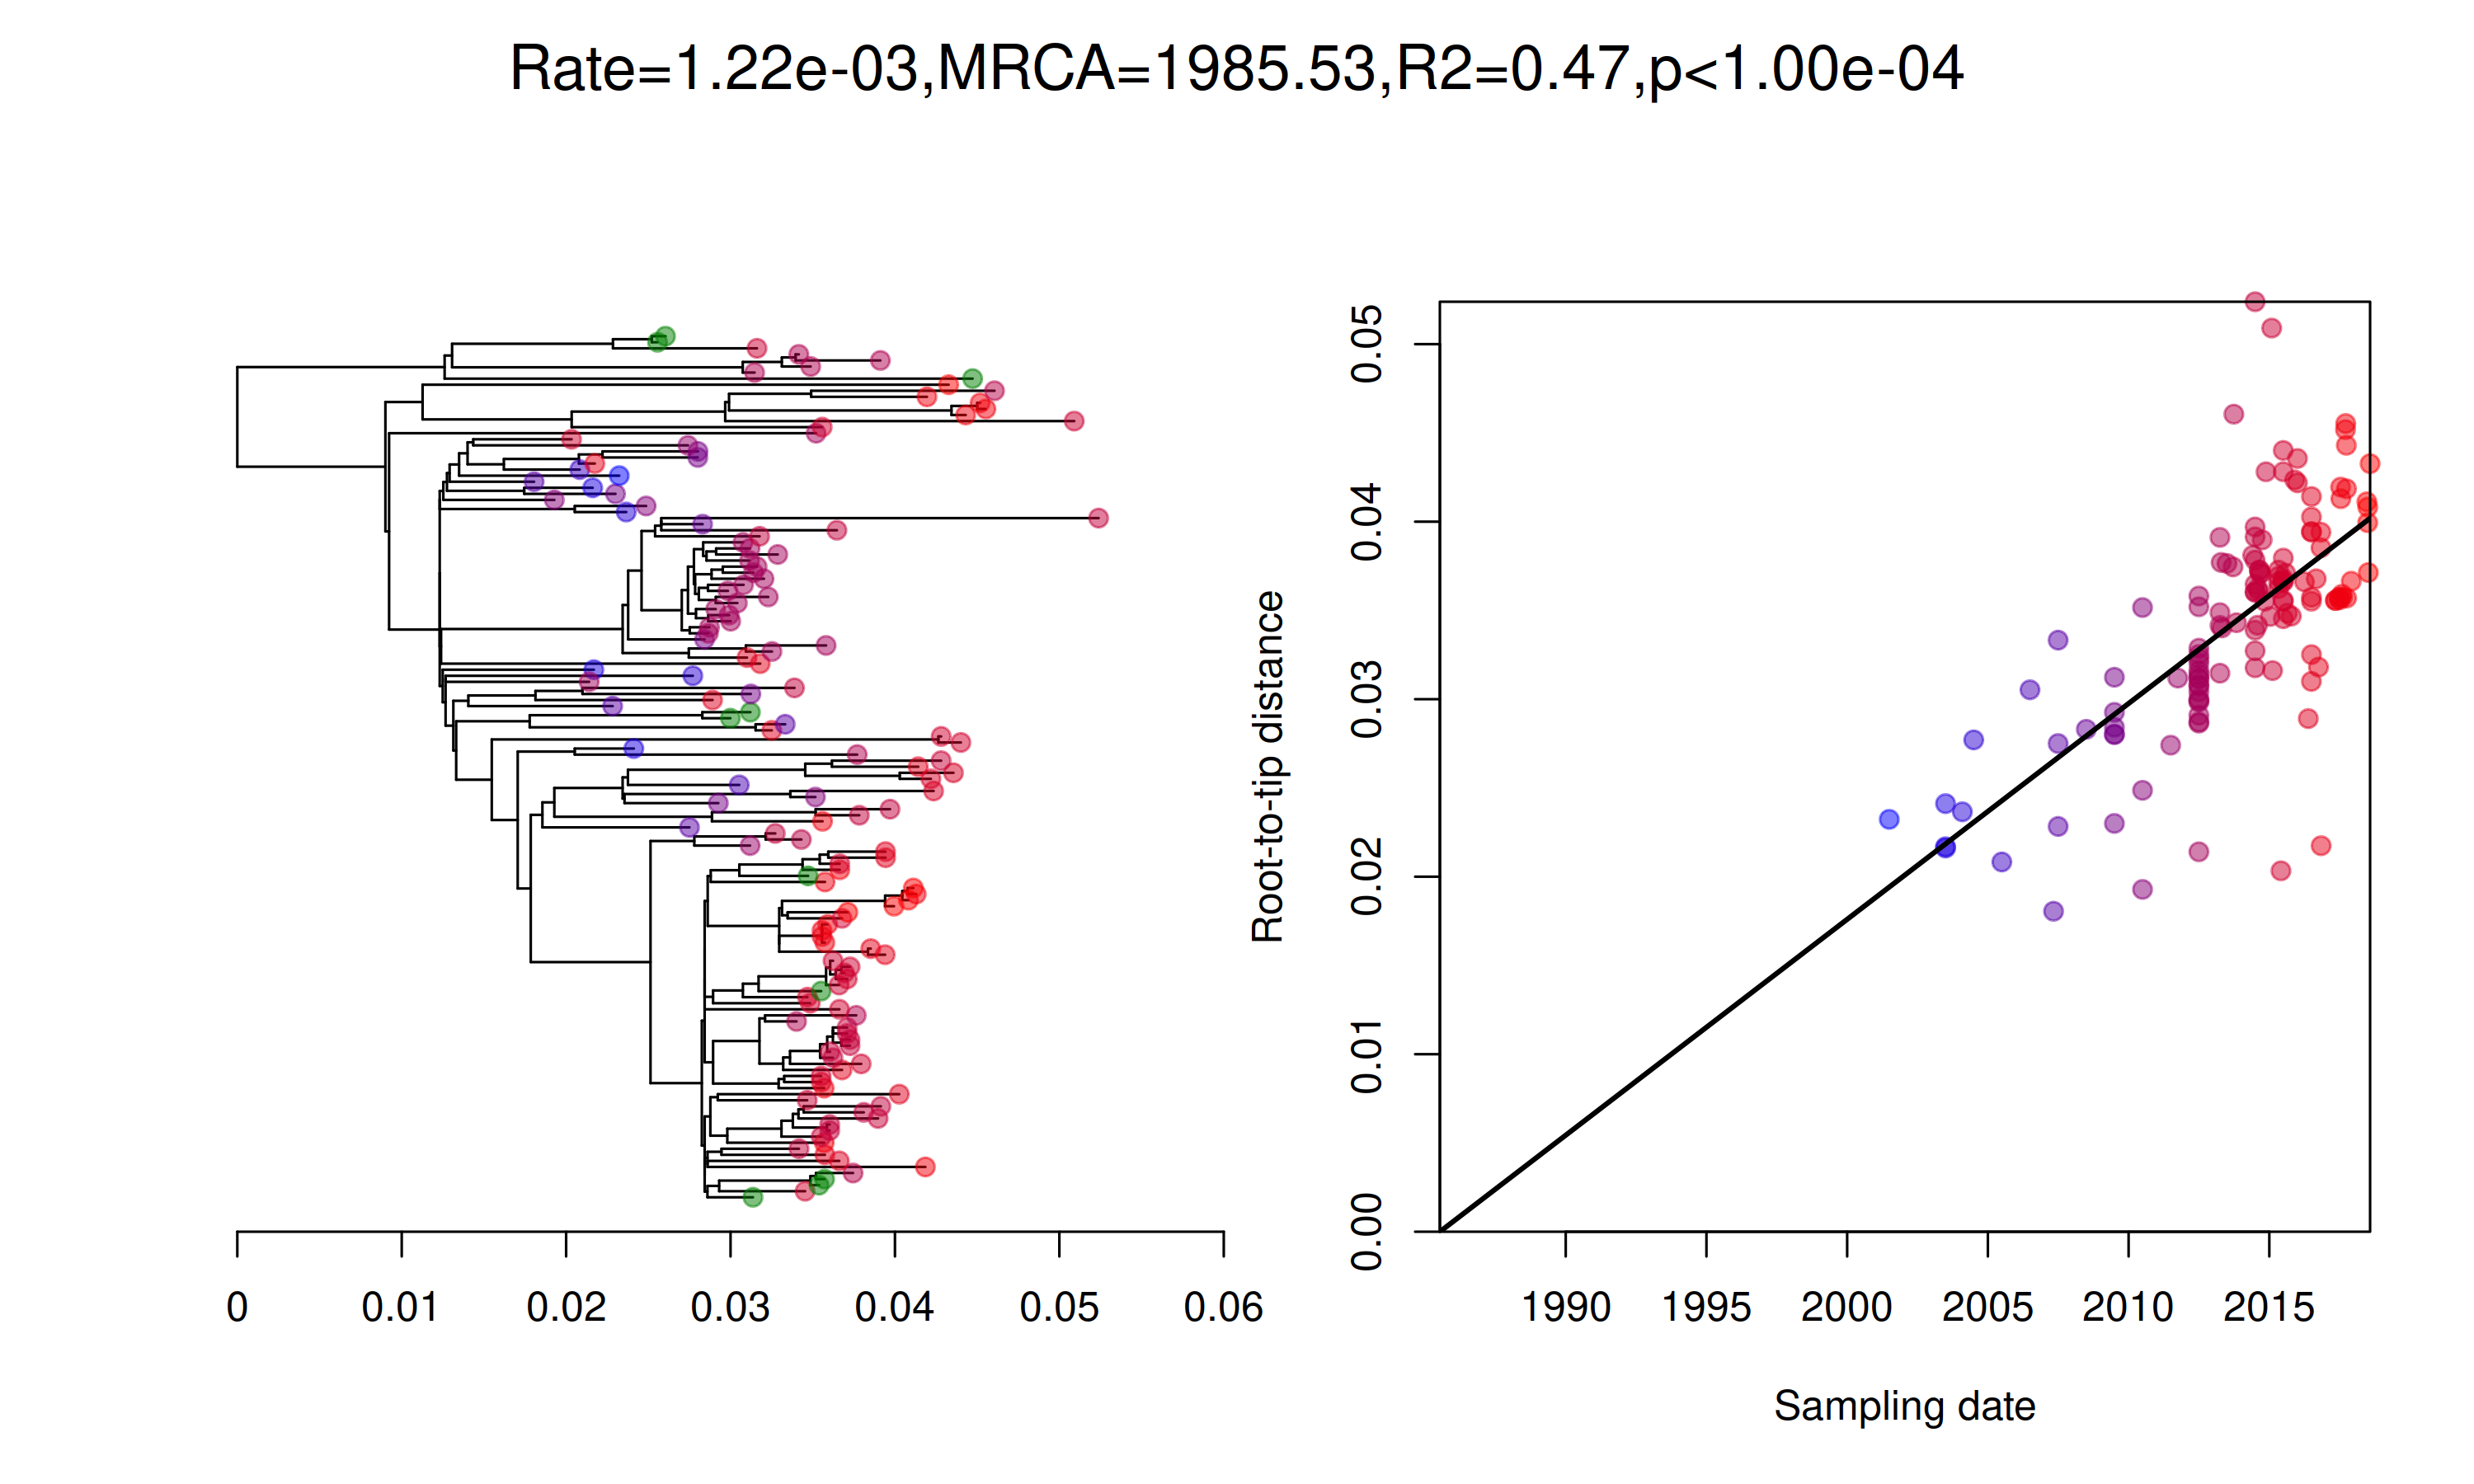 Rate=1.22e-03,MRCA=1985.53,R2=0.47,p<1.00e-04
0 0.01 0.02 0.03 0.04 0.05 0.06
Root-to-tip distance
0.00 0.01 0.02 0.03 0.04 0.05
1990 1995 2000 2005 2010 2015
Sampling date